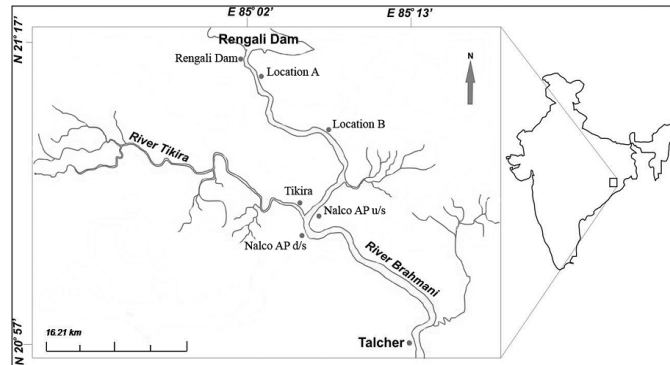 E 85° 02'
E 85° 13'
N 21° 17'
Rengali Dam
Rengali Dam
Location A
N
Location B
River Tikira
Tikira
Nalco AP u/s
Nalco AP d/s
River Brahmani
16.21 km
Talcher
N 20° 57'